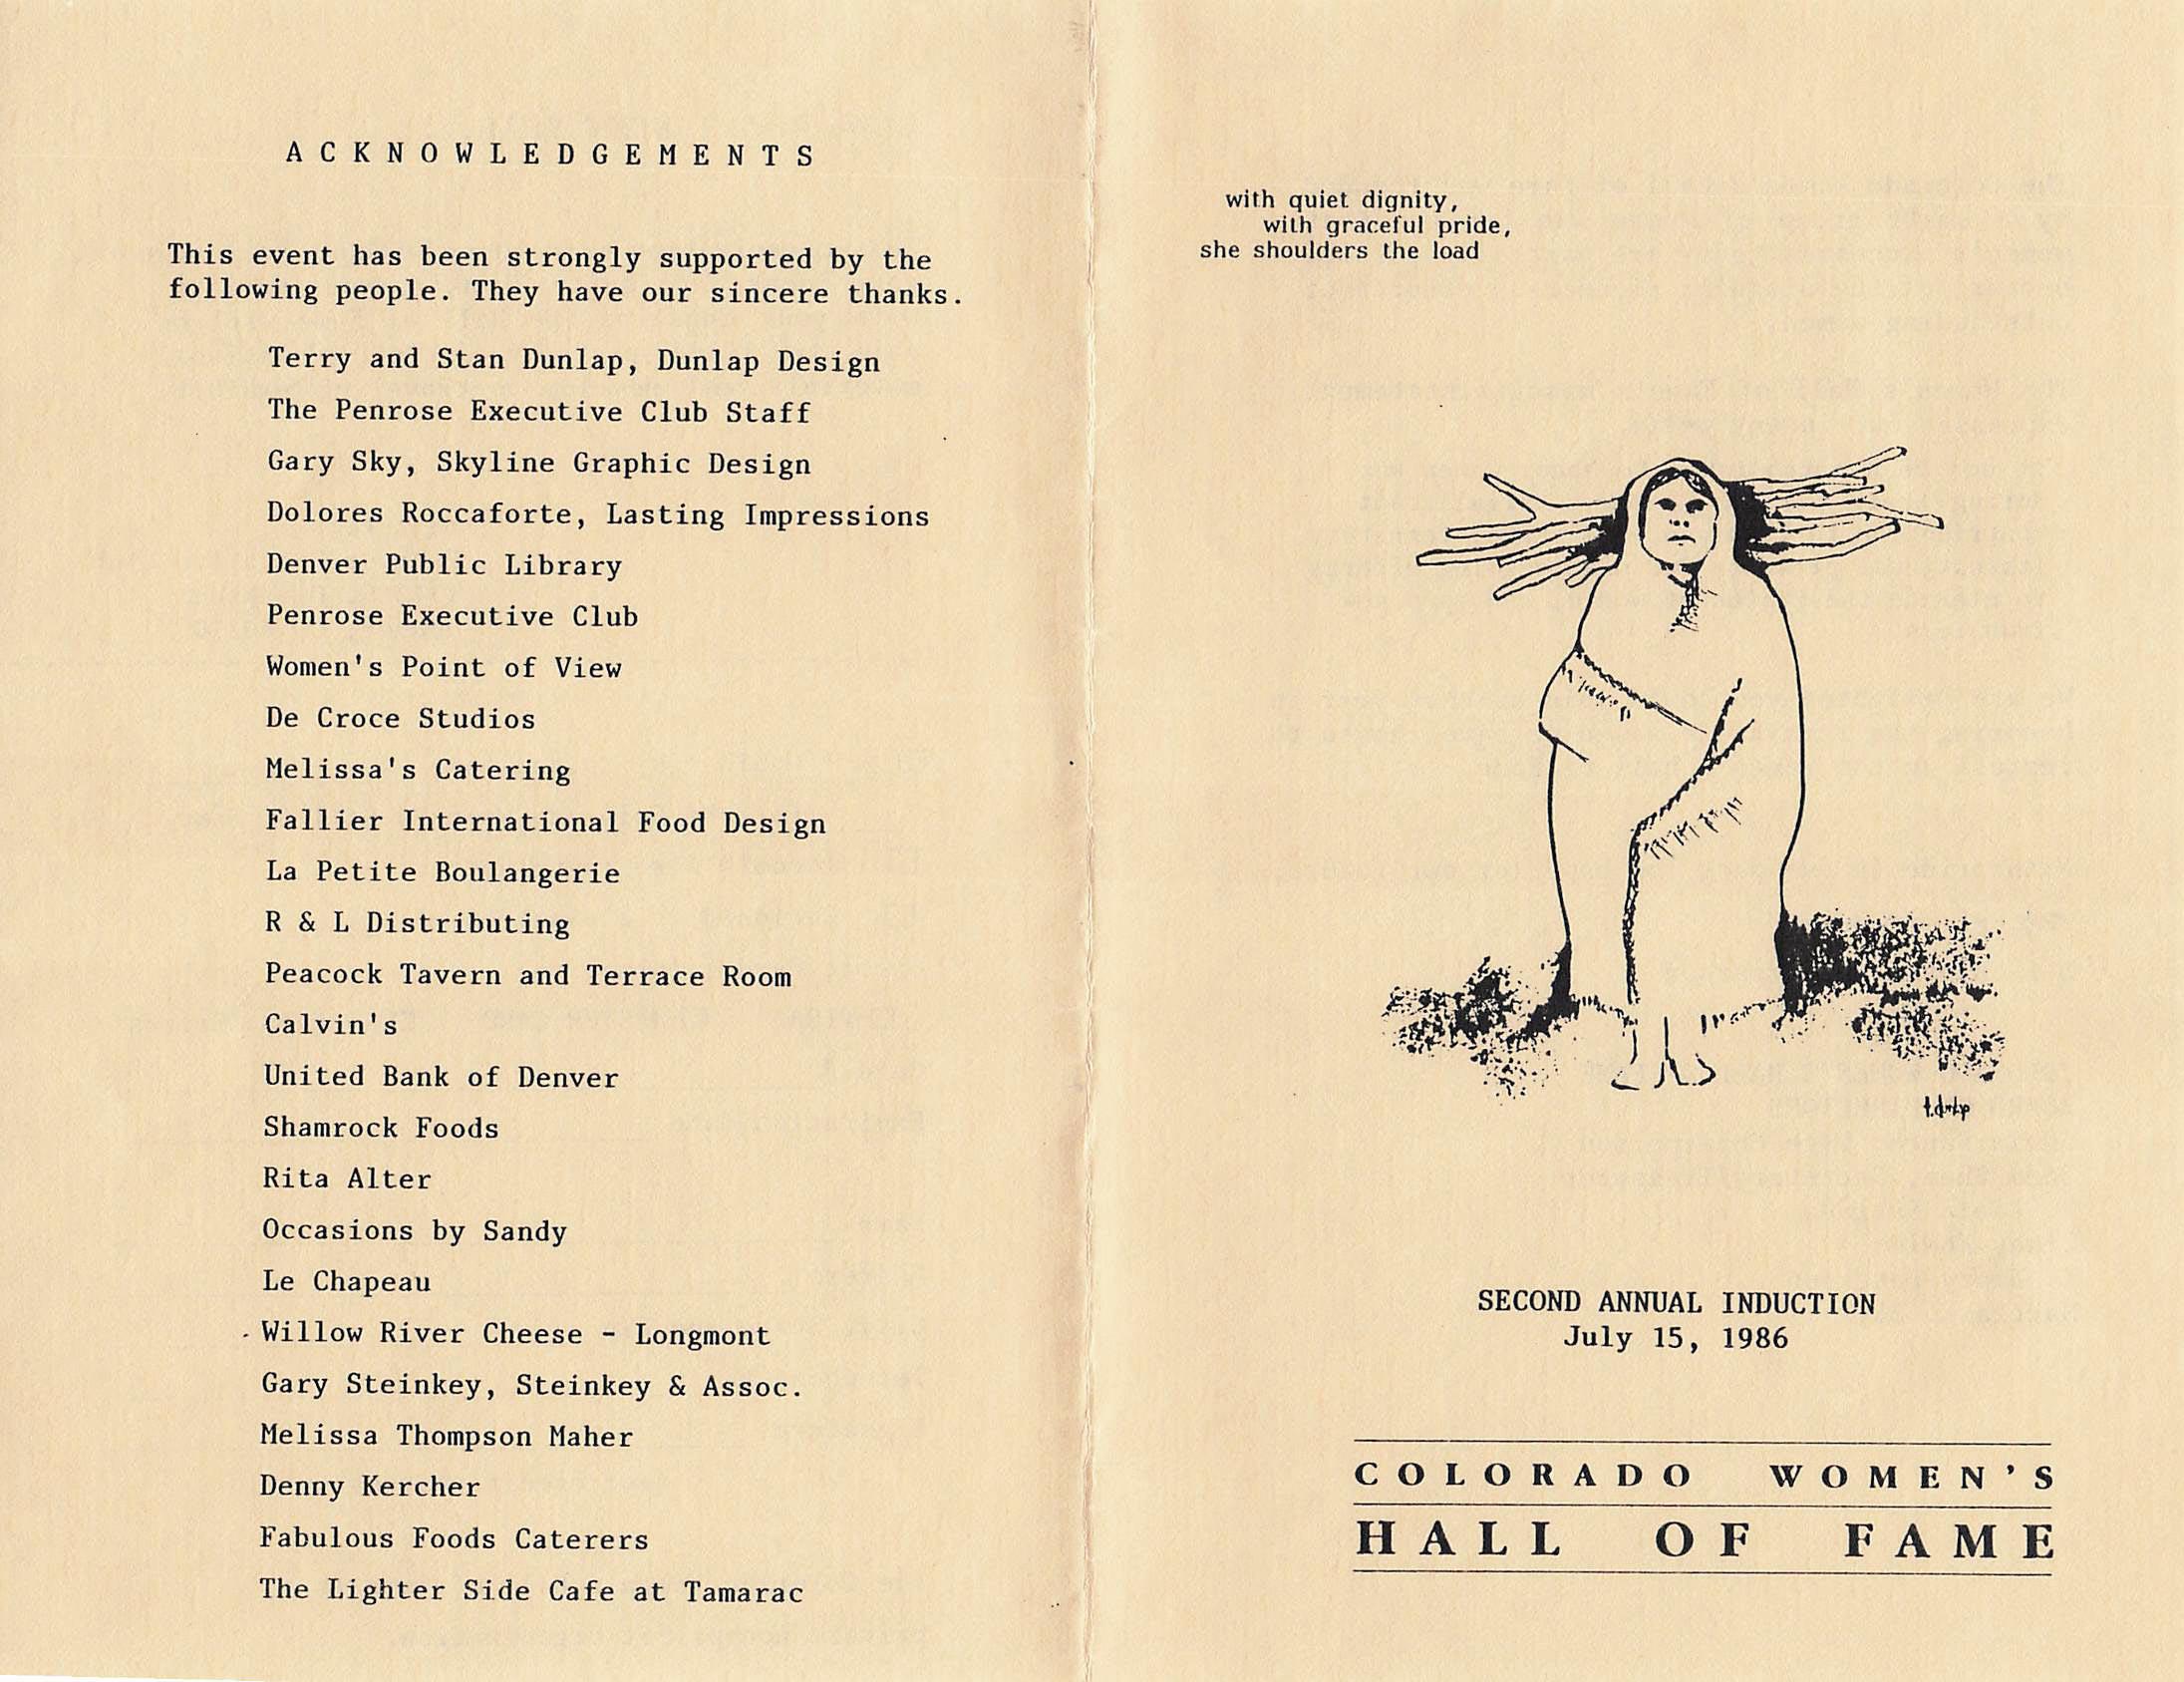 ACKNOWLEDGEMENTS
This event has been strongly supported by the
following people. They have our sincere thanks.
Terry and Stan Dunlap, Dunlap Design
The Penrose Executive Club Staff
Gary Sky, Skyline Graphic Design
Dolores Roccaforte, Lasting Impressions
Denver Public Library
Penrose Executive Club
Women's Point of View
De Croce Studios
Melissa's Catering
Fallier International Food Design
La Petite Boulangerie
R & L Distributing
Peacock Tavern and Terrace Room
Calvin's
United Bank of Denver
Shamrock Foods
Rita Alter
Occasions by Sandy
Le Chapeau
Willow River Cheese - Longmont
Gary Steinkey, Steinkey & Assoc.
Melissa Thompson Maher
Denny Kercher
Fabulous Foods Caterers
The Lighter Side Cafe at Tamarac
with quiet dignity,
with graceful pride,
she shoulders the load
SECOND ANNUAL INDUCTION
July 15, 1986
COLORADO WOMEN'S
HALL OF FAME